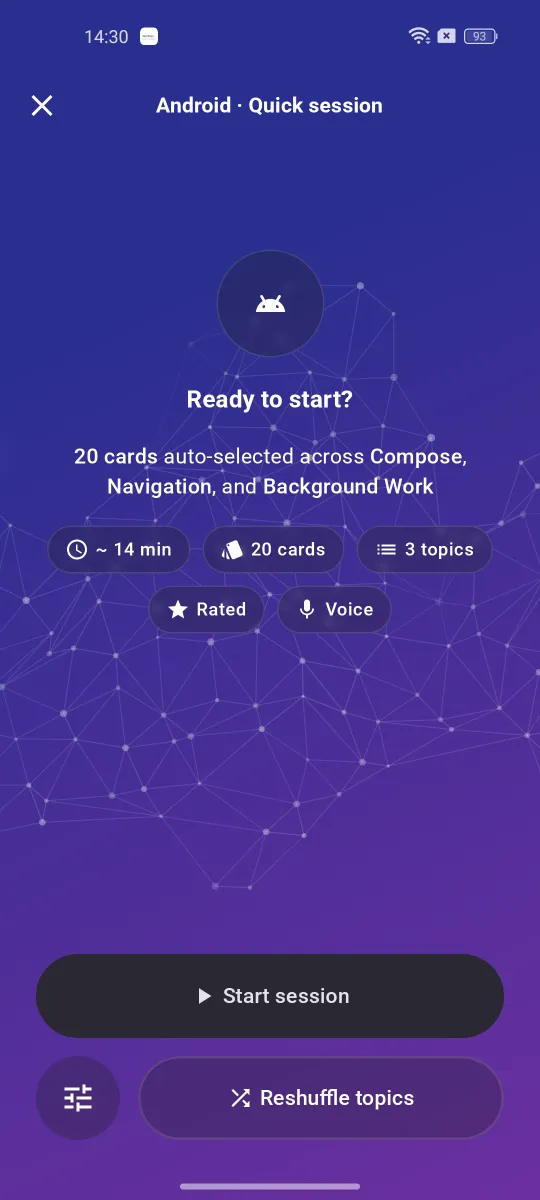 14:30
93
Android · Quick session
Ready to start?
20 cards auto-selected across Compose,
Navigation, and Background Work
~ 14 min
20 cards
3 topics
Rated
Voice
Start session
Reshuffle topics